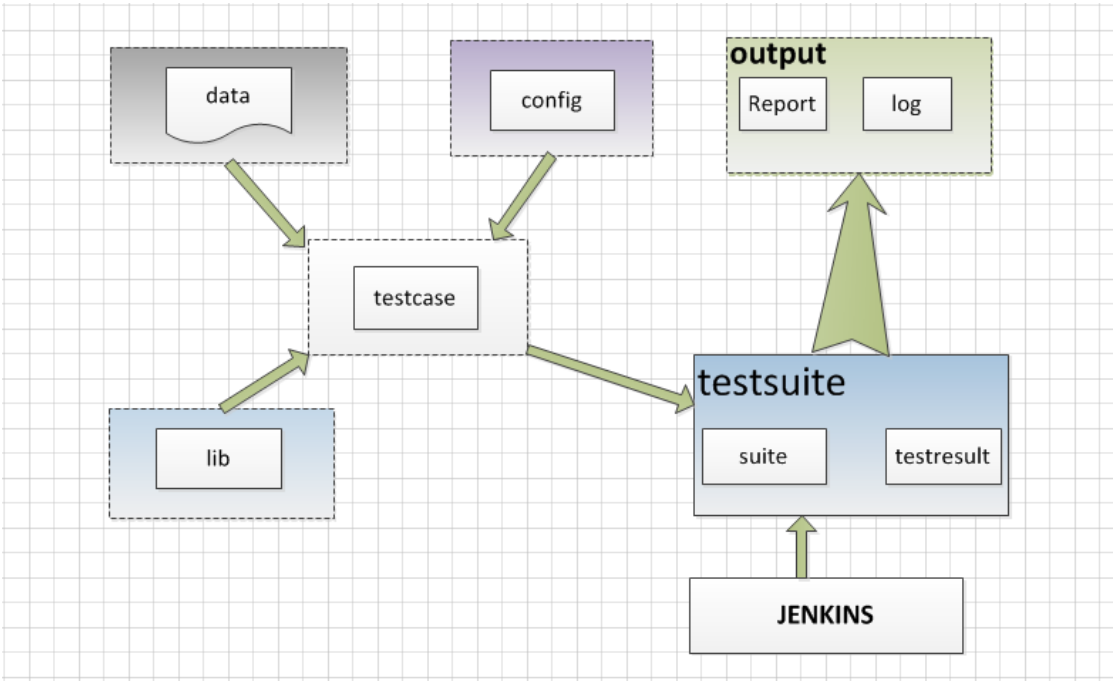 data
config
output
Report
log
testcase
testsuite
lib
suite
testresult
JENKINS